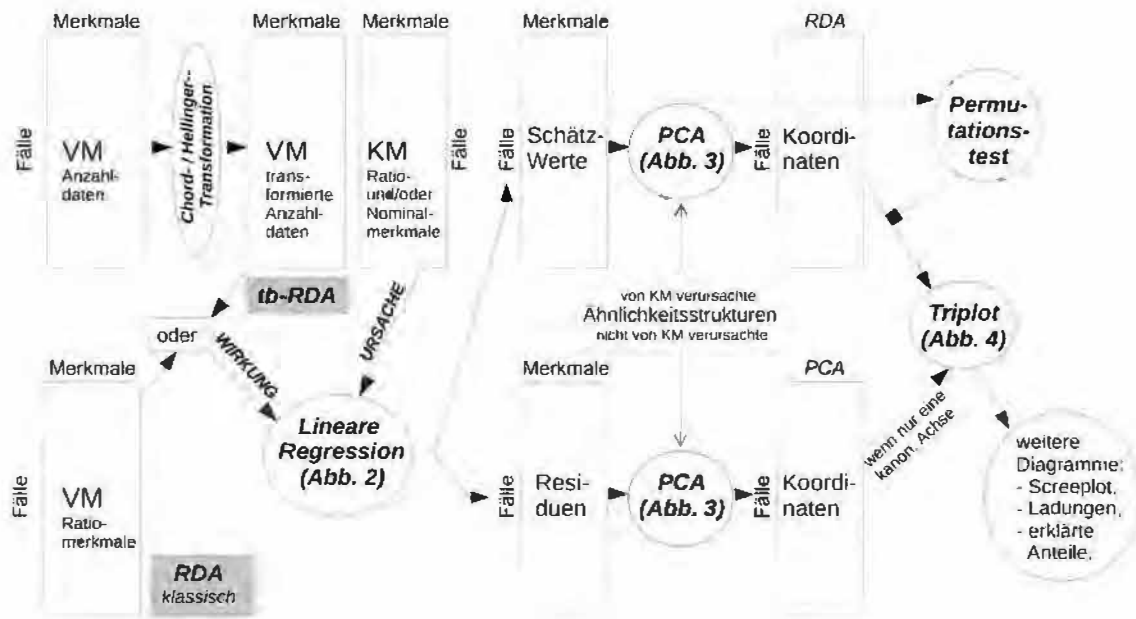 Merkmale
Fälle
VM
Anzahl-
daten
Chord- / Hellinger--
Transformation
Merkmale
VM
trans-
formierte
Anzahl-
daten
Merkmale
KM
Ratio-
und/oder
Nominal-
merkmale
Fälle
tb-RDA
oder
WIRKUNG
URSACHE
Merkmale
Fälle
VM
Ratio-
merkmale
RDA
klassisch
Lineare
Regression
(Abb. 2)
Merkmale
Fälle
Schätz-
Werte
PCA
(Abb. 3)
RDA
Fälle
Koordi-
naten
Permu-
tations-
test
von KM verursachte
Ähnlichkeitsstrukturen
nicht von KM verursachte
Merkmale
Fälle
Resi-
duen
PCA
(Abb. 3)
PCA
Fälle
Koordi-
naten
wenn nur eine
kanon. Achse
Triplot
(Abb. 4)
weitere
Diagramme:
- Screeplot,
- Ladungen,
- erklärte
Anteile,